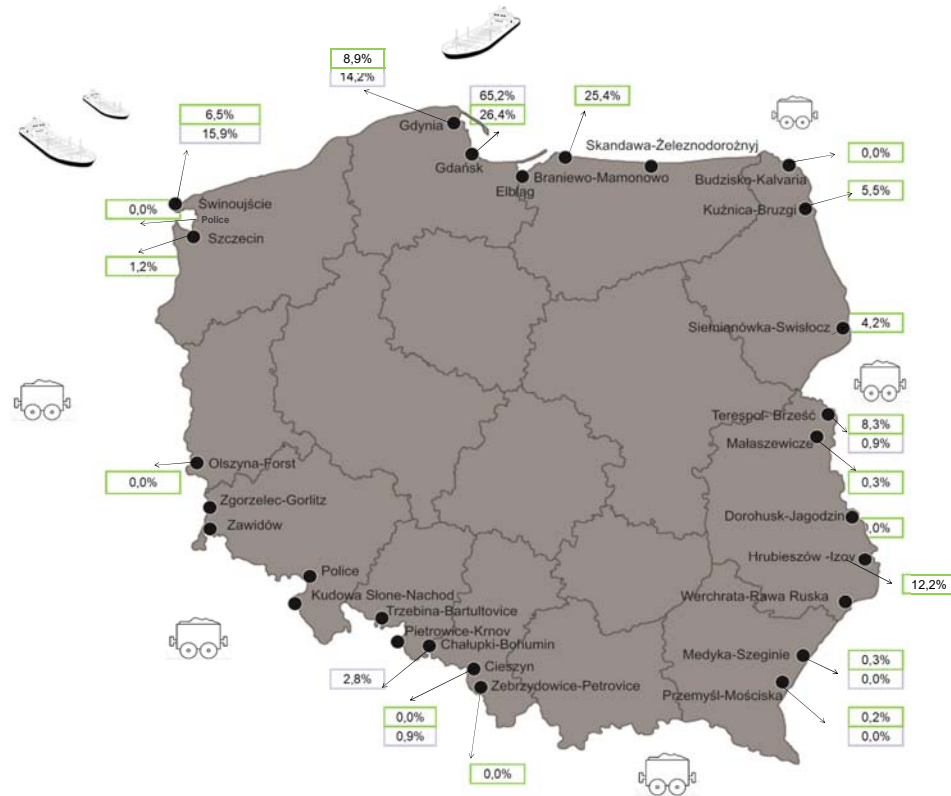 8,9%
14,2%
65,2%
26,4%
25,4%
6,5%
15,9%
Gdynia
Gdańsk
Elbląg
Braniewo-Mamonowo
Skandawa-Żeleznodorożnyj
Budzisko-Kalvaria
0,0%
Kuźnica-Bruzgi
5,5%
Świnoujście
0,0%
Police
Szczecin
1,2%
Siemianówka-Swisłocz
4,2%
Terespol- Brześć
8,3%
0,9%
Małaszewicze
0,3%
Olszyna-Forst
0,0%
Zgorzelec-Gorlitz
Zawidów
Dorohusk-Jagodzin
0,0%
Hrubieszów -Izov
12,2%
Police
Kudowa Słone-Nachod
Werchrata-Rawa Ruska
Trzebina-Bartultovice
Pietrowice-Krnov
Chałupki-Bohumin
2,8%
Cieszyn
0,0%
0,9%
Zebrzydowice-Petrovice
0,0%
Medyka-Szeginie
0,3%
0,0%
Przemyśl-Mościska
0,2%
0,0%